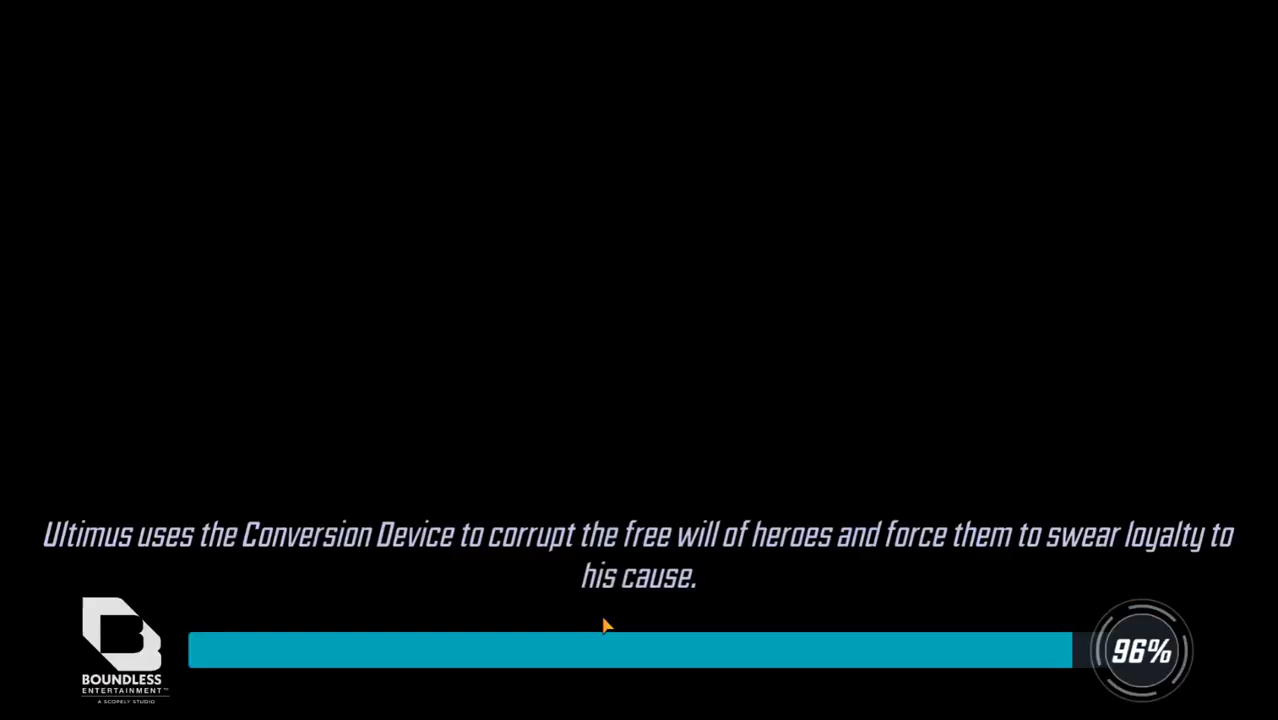 Ultimus uses the Conversion Device to corrupt the free will of heroes and force them to swear loyalty to
his cause.
96%
BOUNDLESS
ENTERTAINMENT™
A SCOPELY STUDIO